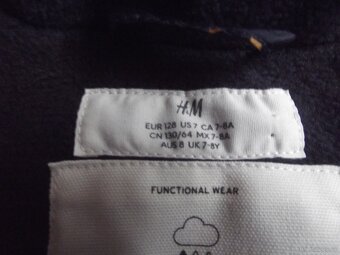 H&M
EUR 128 US 7 CA 7-8A
CN 130/64 MX 7-8A
AUS 8 UK 7-8Y
FUNCTIONAL WEAR